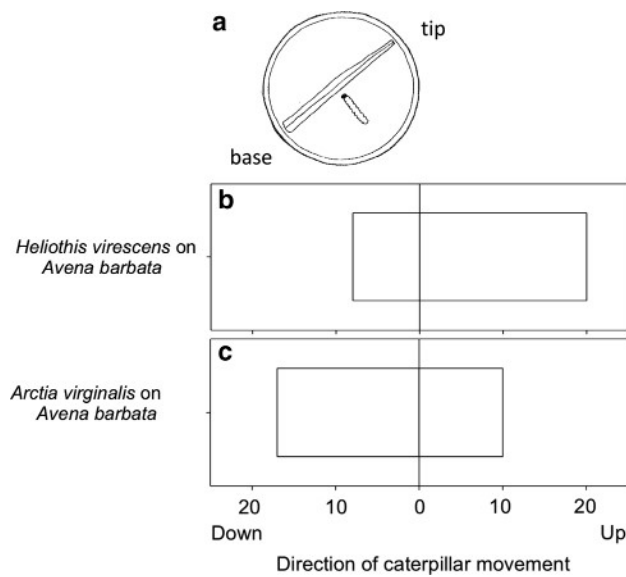 a
tip
base
b
Heliothis virescens on
Avena barbata
c
Arctia virginalis on
Avena barbata
20 10 0 10 20
Down Up
Direction of caterpillar movement